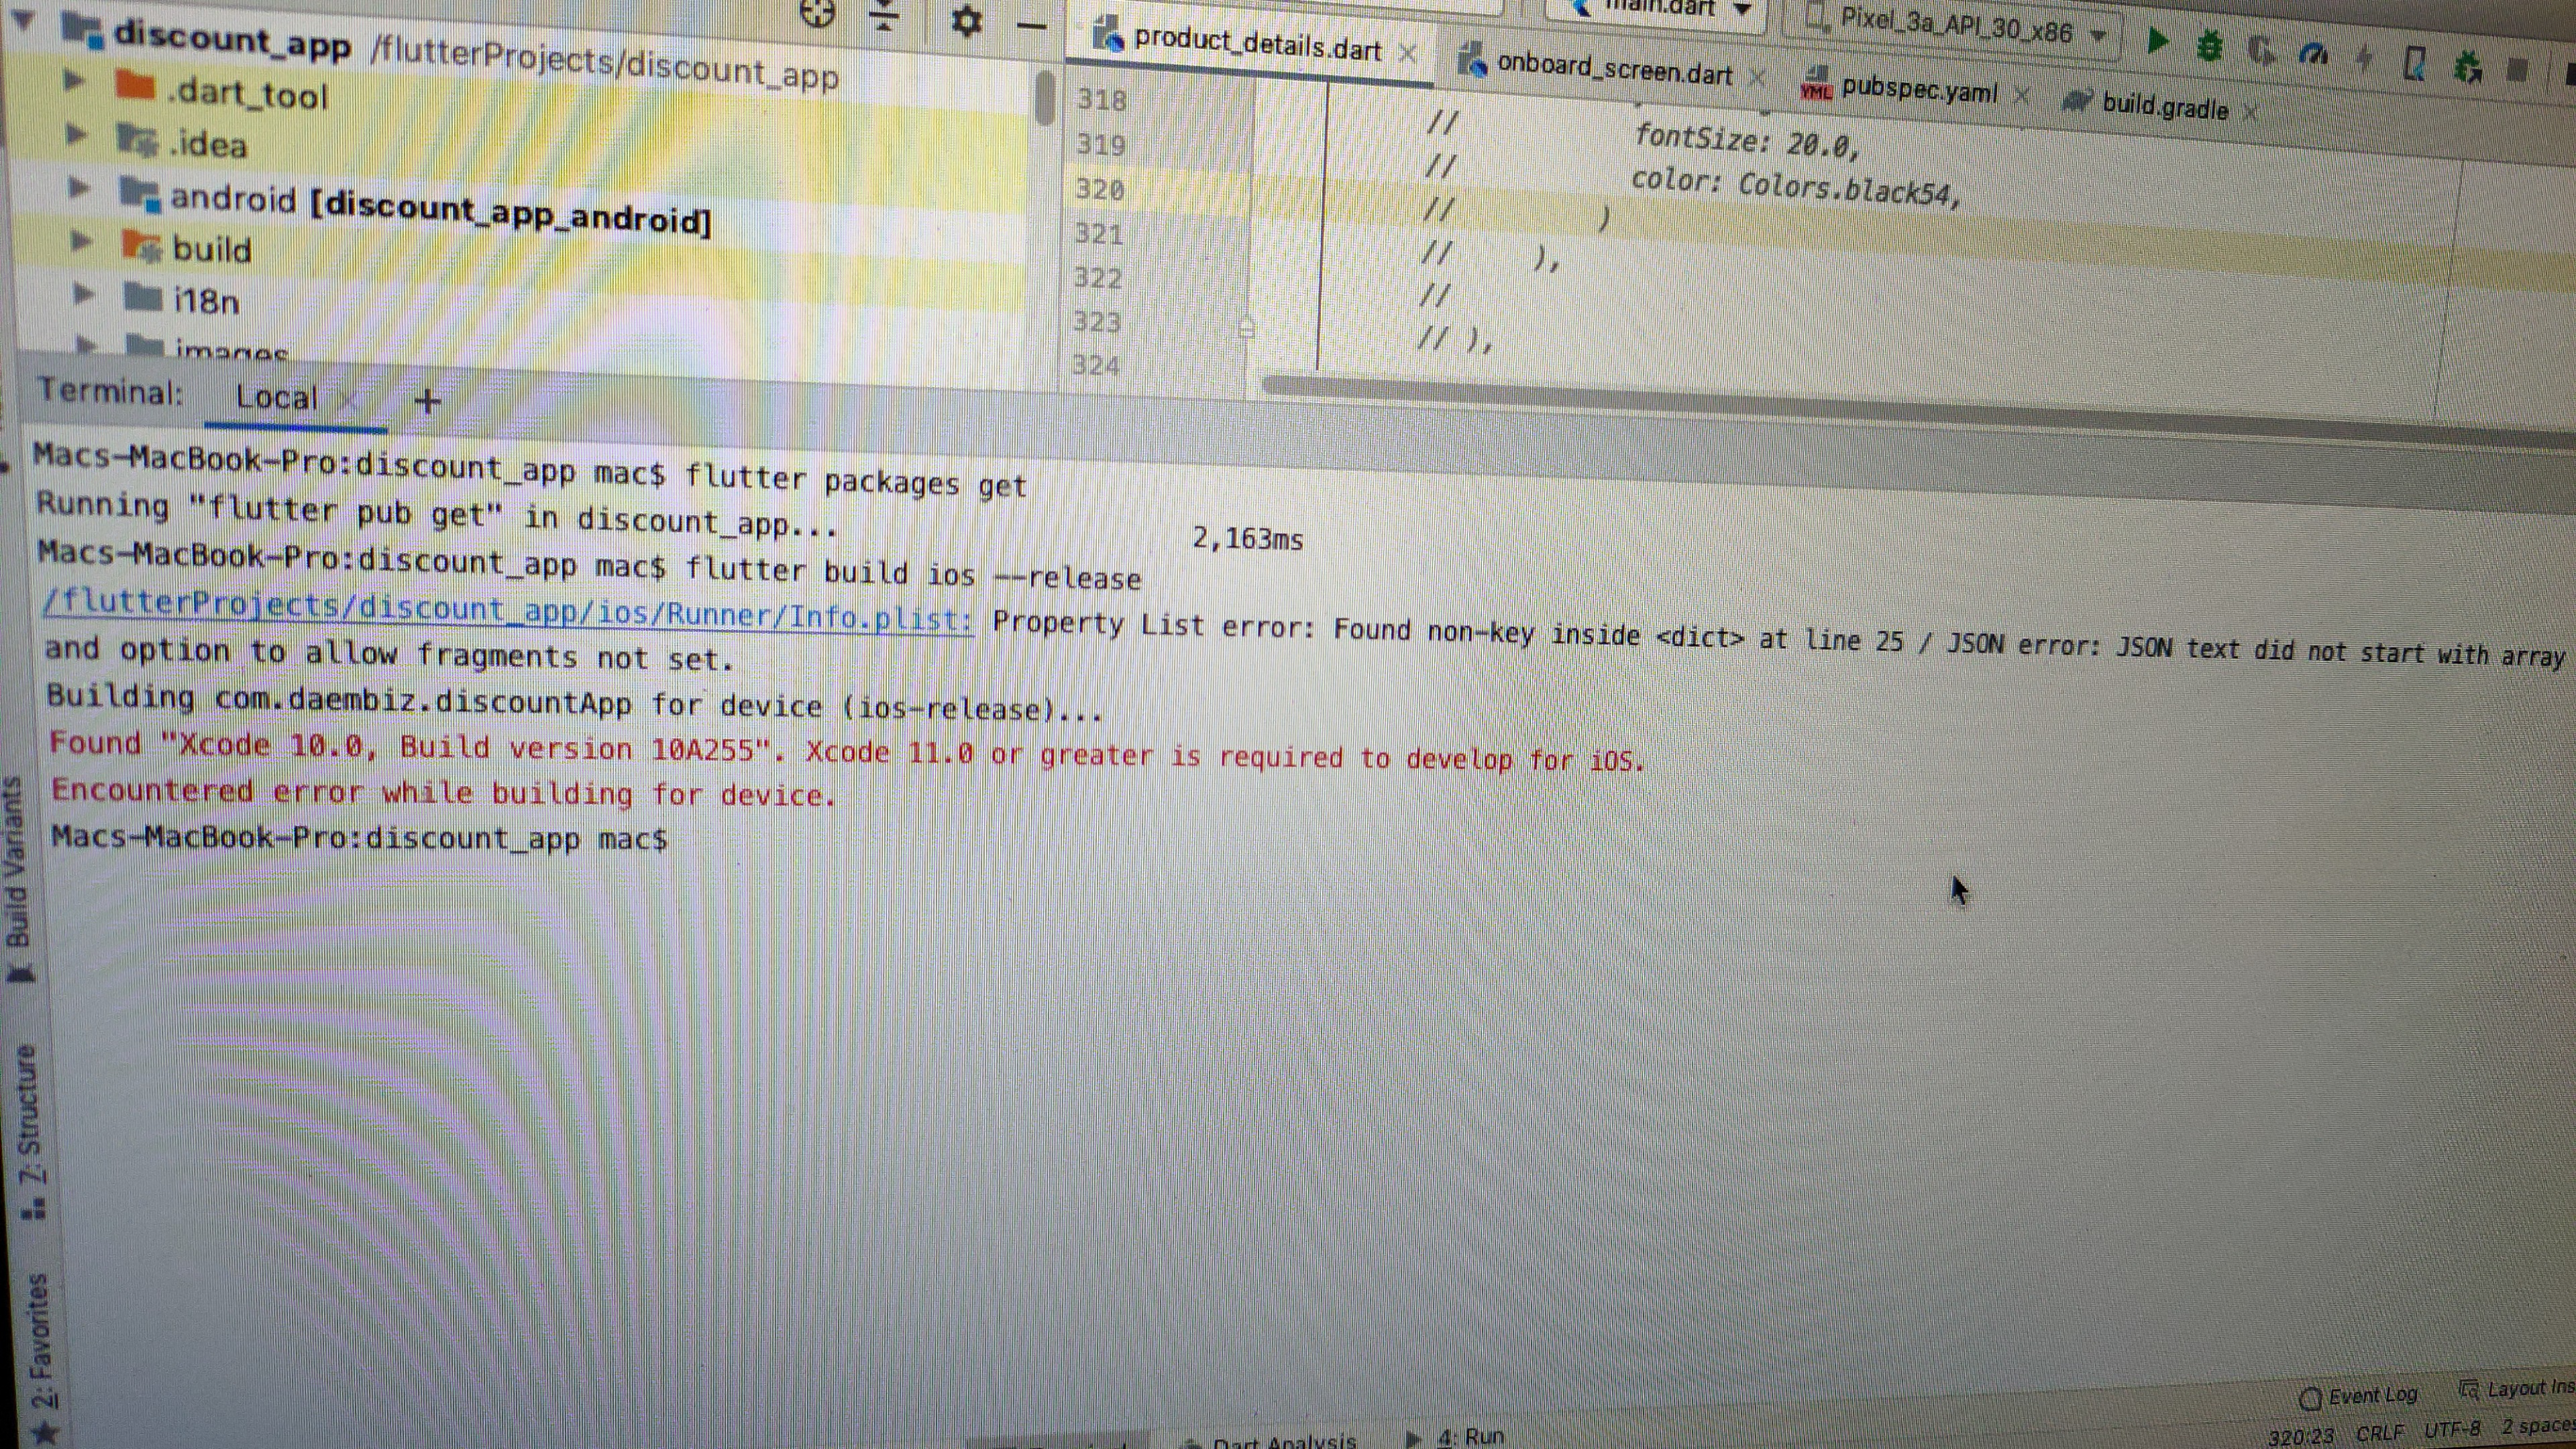 main.dart
Pixel_3a_API_30_x86
discount_app /flutterProjects/discount_app
product_details.dart
onboard_screen.dart
pubspec.yaml
build.gradle
.dart_tool
.idea
android [discount_app_android]
build
i18n
images
318
319
320
321
322
323
324
// fontSize: 20.0,
// color: Colors.black54,
// )
// ),
//
// ),
Terminal: Local +
Macs-MacBook-Pro:discount_app mac$ flutter packages get
Running "flutter pub get" in discount_app... 2,163ms
Macs-MacBook-Pro:discount_app mac$ flutter build ios --release
/flutterProjects/discount_app/ios/Runner/Info.plist: Property List error: Found non-key inside <dict> at line 25 / JSON error: JSON text did not start with array
and option to allow fragments not set.
Building com.daembiz.discountApp for device (ios-release)...
Found "Xcode 10.0, Build version 10A255". Xcode 11.0 or greater is required to develop for iOS.
Encountered error while building for device.
Macs-MacBook-Pro:discount_app mac$
Build Variants
7: Structure
2: Favorites
Event Log
Layout Ins
Dart Analysis
4: Run
320:23 CRLF UTF-8 2 spaces
YML